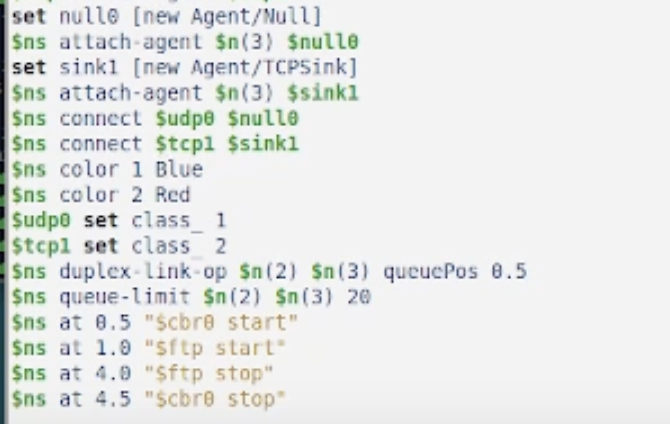 set null0 [new Agent/Null]
$ns attach-agent $n(3) $null0
set sink1 [new Agent/TCPSink]
$ns attach-agent $n(3) $sink1
$ns connect $udp0 $null0
$ns connect $tcp1 $sink1
$ns color 1 Blue
$ns color 2 Red
$udp0 set class_ 1
$tcp1 set class_ 2
$ns duplex-link-op $n(2) $n(3) queuePos 0.5
$ns queue-limit $n(2) $n(3) 20
$ns at 0.5 "$cbr0 start"
$ns at 1.0 "$ftp start"
$ns at 4.0 "$ftp stop"
$ns at 4.5 "$cbr0 stop"